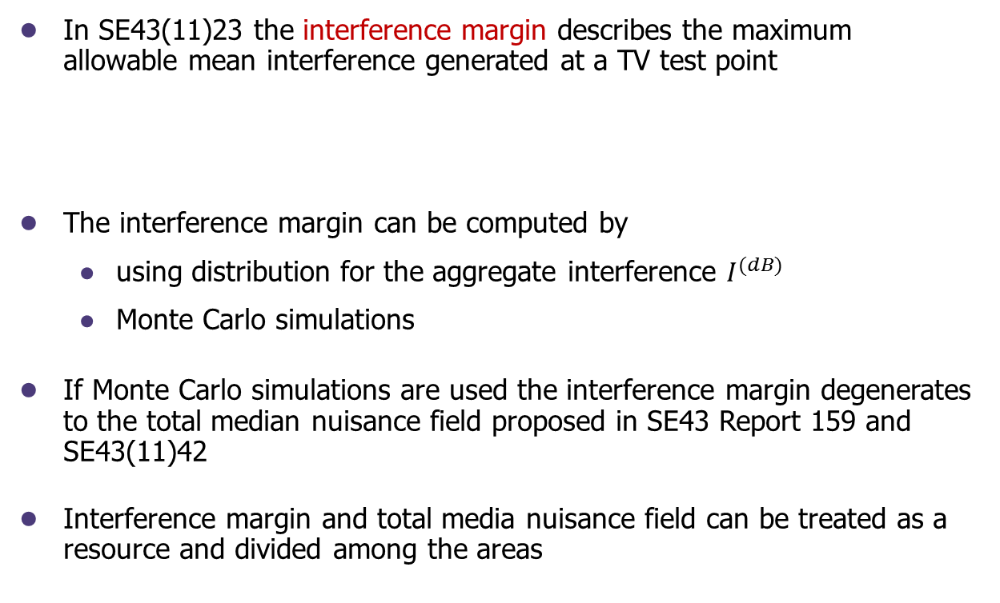 • In SE43(11)23 the interference margin describes the maximum
allowable mean interference generated at a TV test point
• The interference margin can be computed by
• using distribution for the aggregate interference I^(dB)
• Monte Carlo simulations
• If Monte Carlo simulations are used the interference margin degenerates
to the total median nuisance field proposed in SE43 Report 159 and
SE43(11)42
• Interference margin and total media nuisance field can be treated as a
resource and divided among the areas